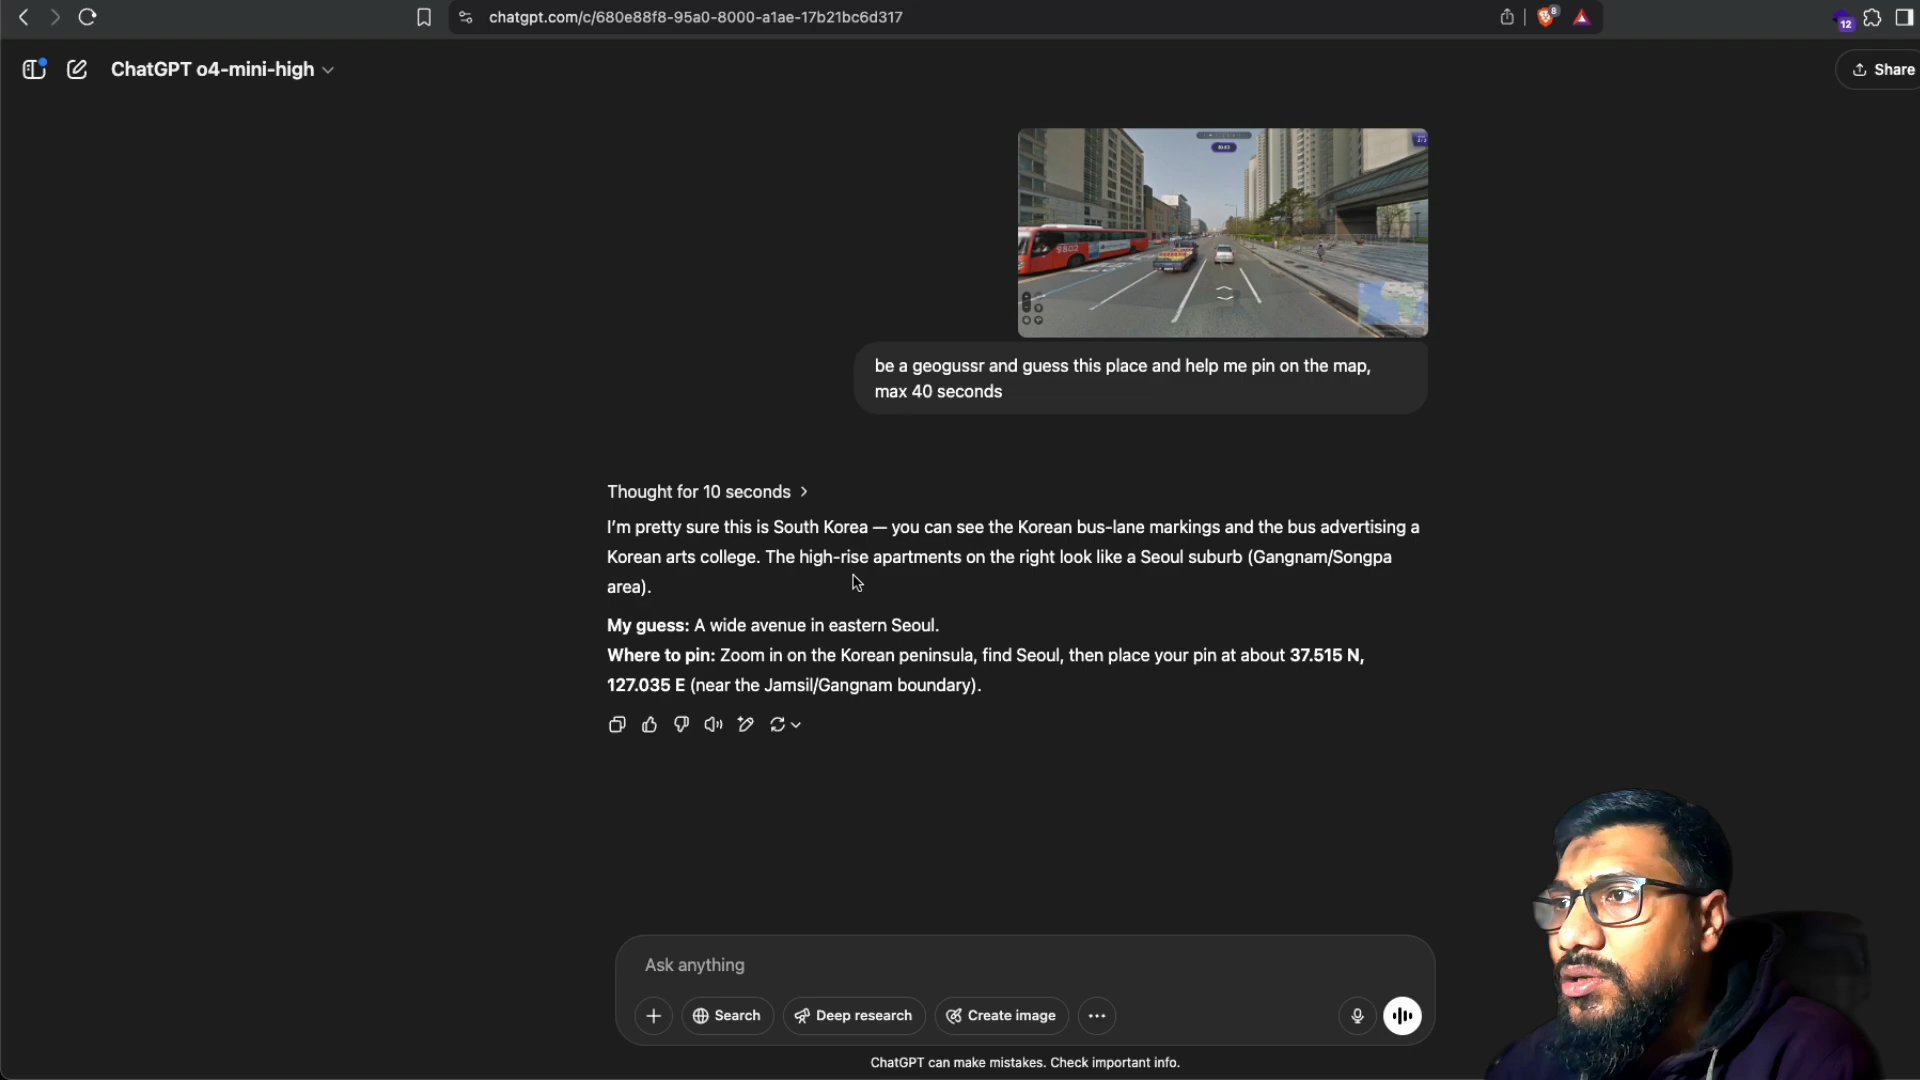 chatgpt.com/c/680e88f8-95a0-8000-a1ae-17b21bc6d317
8
12
ChatGPT o4-mini-high
Share
9802
be a geogussr and guess this place and help me pin on the map,
max 40 seconds
Thought for 10 seconds
I'm pretty sure this is South Korea — you can see the Korean bus-lane markings and the bus advertising a
Korean arts college. The high-rise apartments on the right look like a Seoul suburb (Gangnam/Songpa
area).
My guess: A wide avenue in eastern Seoul.
Where to pin: Zoom in on the Korean peninsula, find Seoul, then place your pin at about 37.515 N,
127.035 E (near the Jamsil/Gangnam boundary).
Ask anything
Search
Deep research
Create image
ChatGPT can make mistakes. Check important info.